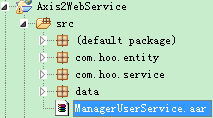 Axis2WebService
src
(default package)
com.hoo.entity
com.hoo.service
data
ManagerUserService.aar